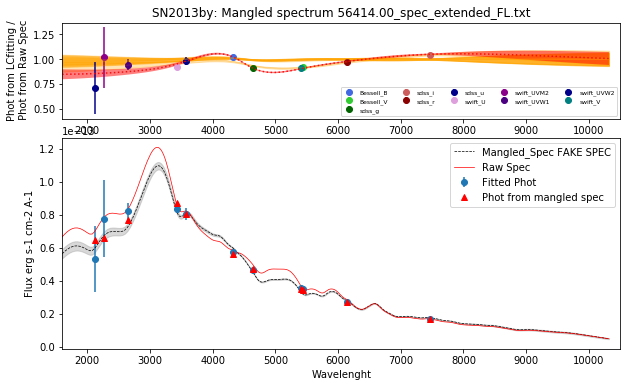 SN2013by: Mangled spectrum 56414.00_spec_extended_FL.txt
Phot from LCfitting /
Phot from Raw Spec
1.25
1.00
0.75
0.50
Bessell_B
Bessell_V
sdss_g
sdss_i
sdss_r
sdss_u
swift_U
swift_UVM2
swift_UVW1
swift_UVW2
swift_V
2000 3000 4000 5000 6000 7000 8000 9000 10000
1e−13
Flux erg s-1 cm-2 A-1
1.2
1.0
0.8
0.6
0.4
0.2
0.0
Mangled_Spec FAKE SPEC
Raw Spec
Fitted Phot
Phot from mangled spec
2000 3000 4000 5000 6000 7000 8000 9000 10000
Wavelenght